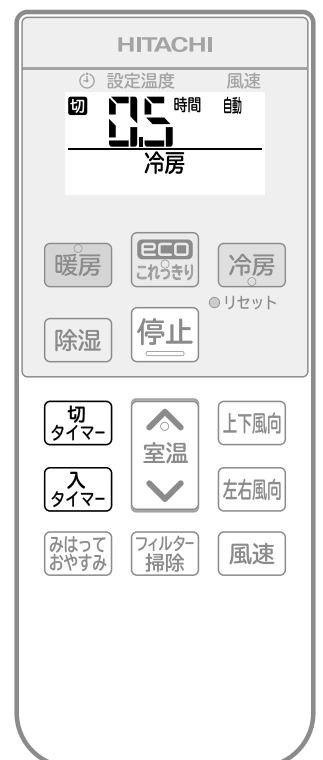 HITACHI
設定温度 風速
切 0.5 時間 自動
冷房
暖房 eco これっきり 冷房
リセット
除湿 停止
切タイマー 室温 上下風向
入タイマー 左右風向
みはっておやすみ フィルター掃除 風速